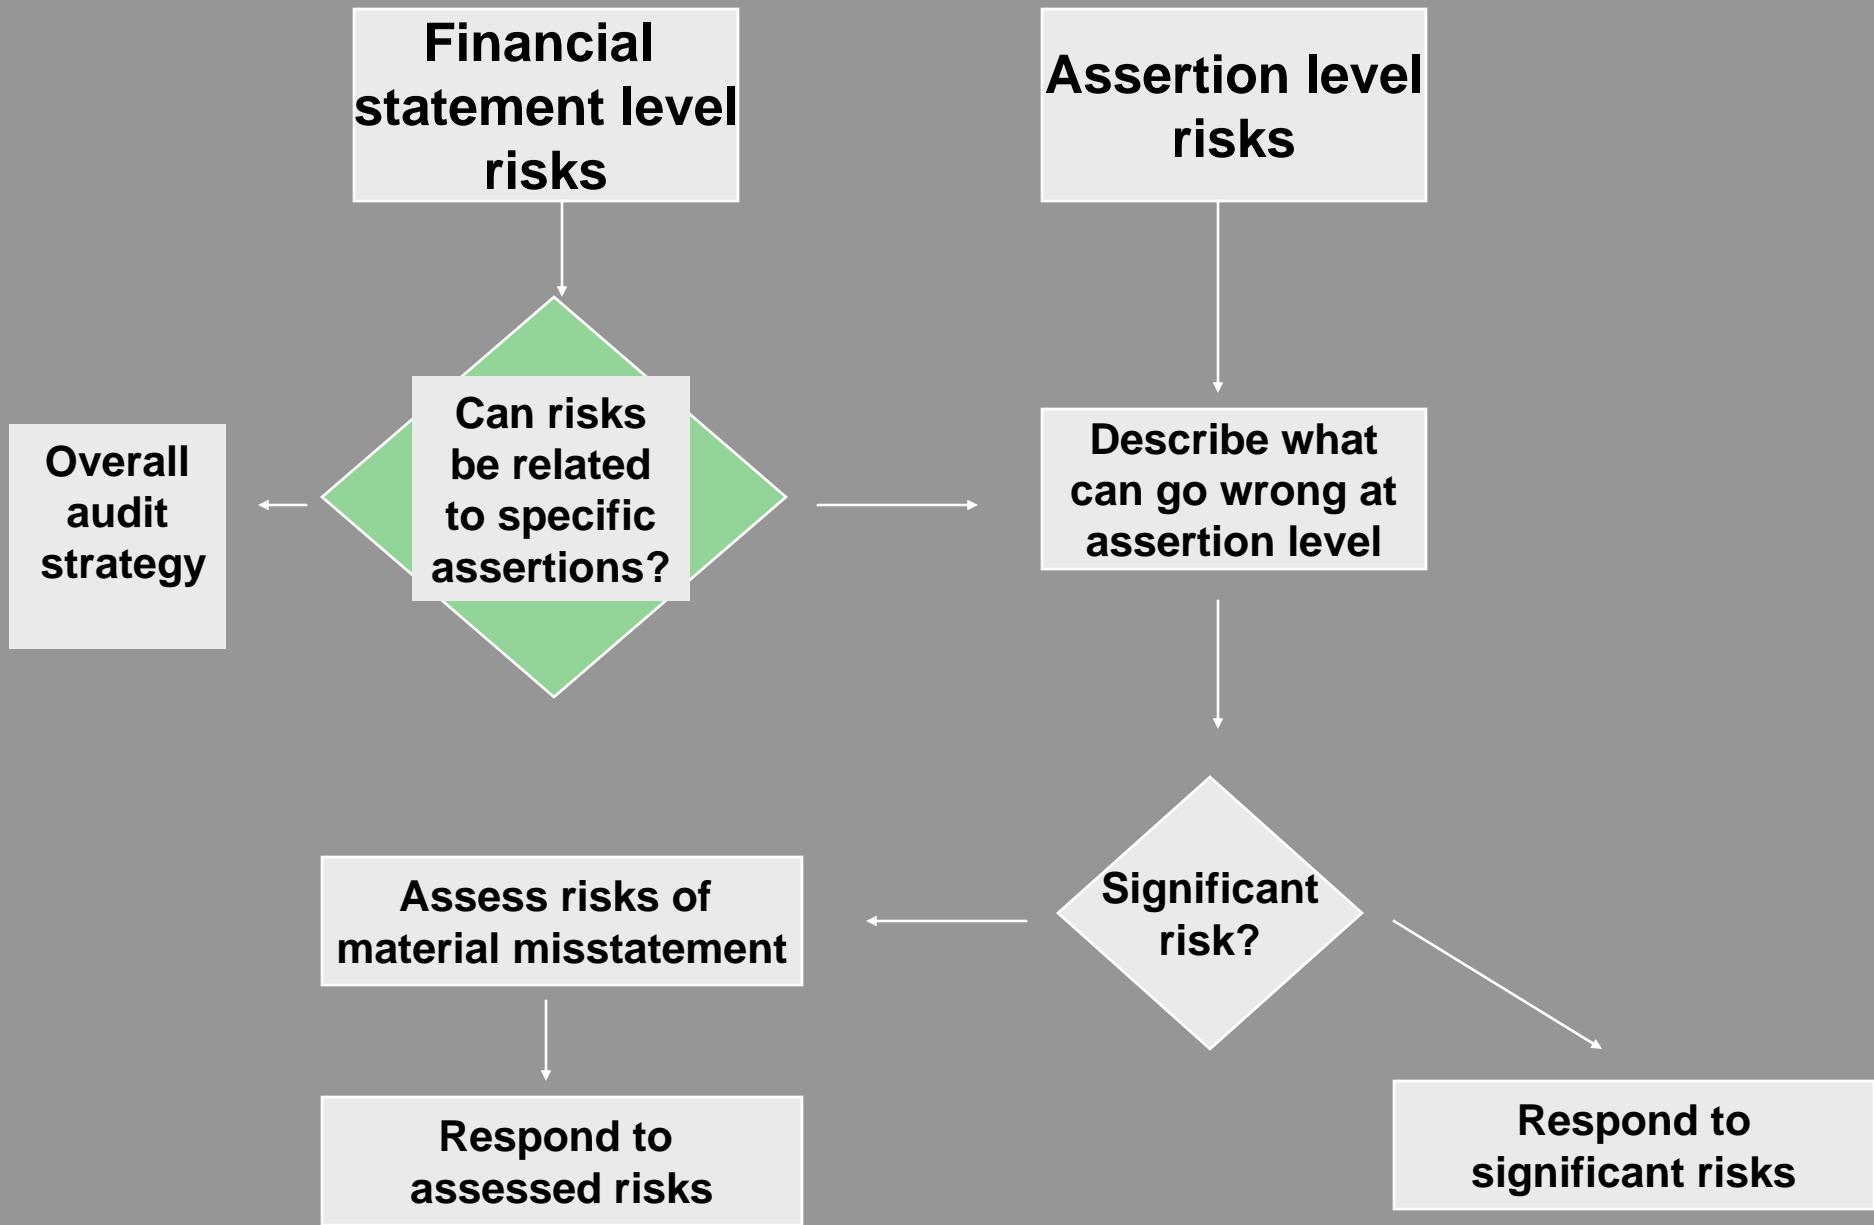 Financial
statement level
risks
Assertion level
risks
Can risks
be related
to specific
assertions?
Overall
audit
strategy
Describe what
can go wrong at
assertion level
Significant
risk?
Assess risks of
material misstatement
Respond to
assessed risks
Respond to
significant risks